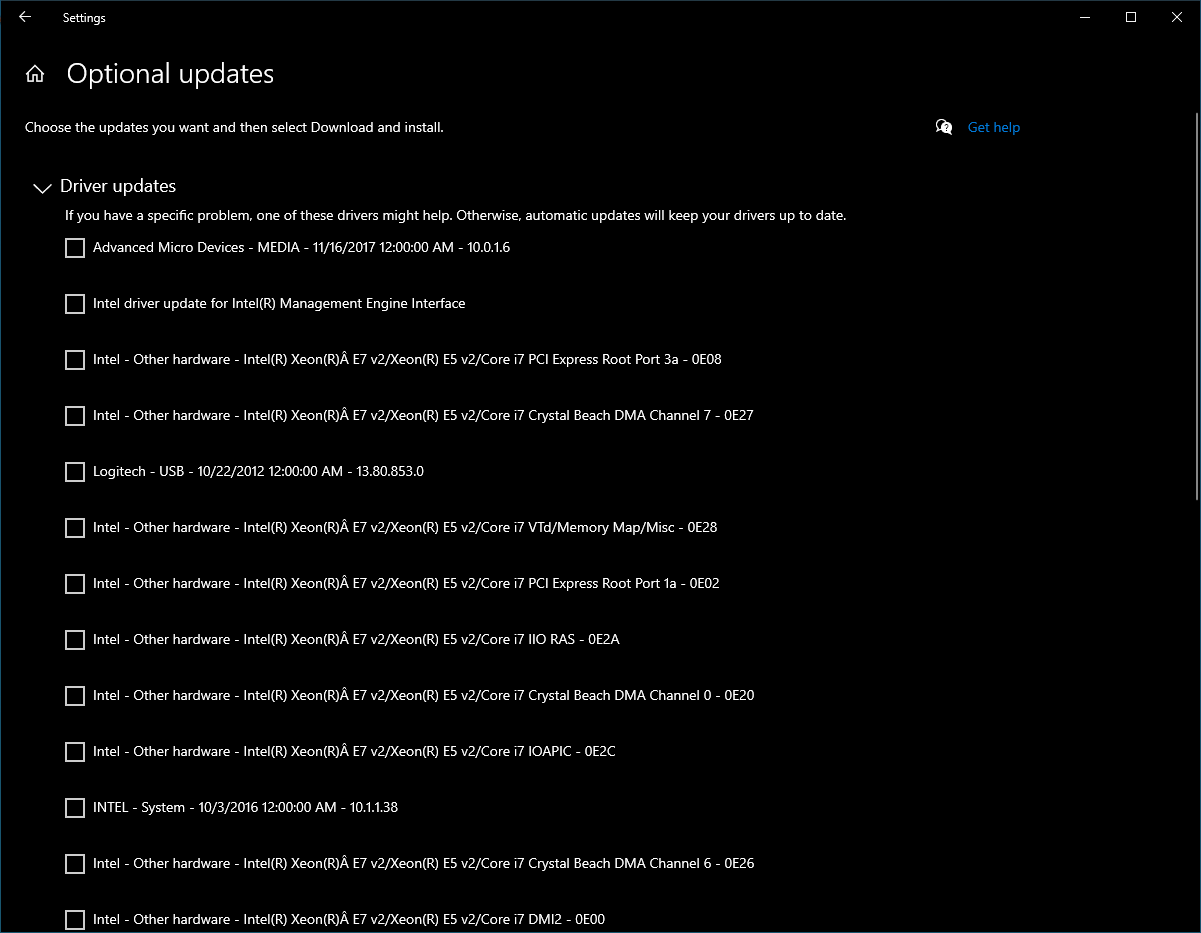 Settings
Optional updates
Choose the updates you want and then select Download and install.
Get help
Driver updates
If you have a specific problem, one of these drivers might help. Otherwise, automatic updates will keep your drivers up to date.
Advanced Micro Devices - MEDIA - 11/16/2017 12:00:00 AM - 10.0.1.6
Intel driver update for Intel(R) Management Engine Interface
Intel - Other hardware - Intel(R) Xeon(R)Â E7 v2/Xeon(R) E5 v2/Core i7 PCI Express Root Port 3a - 0E08
Intel - Other hardware - Intel(R) Xeon(R)Â E7 v2/Xeon(R) E5 v2/Core i7 Crystal Beach DMA Channel 7 - 0E27
Logitech - USB - 10/22/2012 12:00:00 AM - 13.80.853.0
Intel - Other hardware - Intel(R) Xeon(R)Â E7 v2/Xeon(R) E5 v2/Core i7 VTd/Memory Map/Misc - 0E28
Intel - Other hardware - Intel(R) Xeon(R)Â E7 v2/Xeon(R) E5 v2/Core i7 PCI Express Root Port 1a - 0E02
Intel - Other hardware - Intel(R) Xeon(R)Â E7 v2/Xeon(R) E5 v2/Core i7 IIO RAS - 0E2A
Intel - Other hardware - Intel(R) Xeon(R)Â E7 v2/Xeon(R) E5 v2/Core i7 Crystal Beach DMA Channel 0 - 0E20
Intel - Other hardware - Intel(R) Xeon(R)Â E7 v2/Xeon(R) E5 v2/Core i7 IOAPIC - 0E2C
INTEL - System - 10/3/2016 12:00:00 AM - 10.1.1.38
Intel - Other hardware - Intel(R) Xeon(R)Â E7 v2/Xeon(R) E5 v2/Core i7 Crystal Beach DMA Channel 6 - 0E26
Intel - Other hardware - Intel(R) Xeon(R)Â E7 v2/Xeon(R) E5 v2/Core i7 DMI2 - 0E00